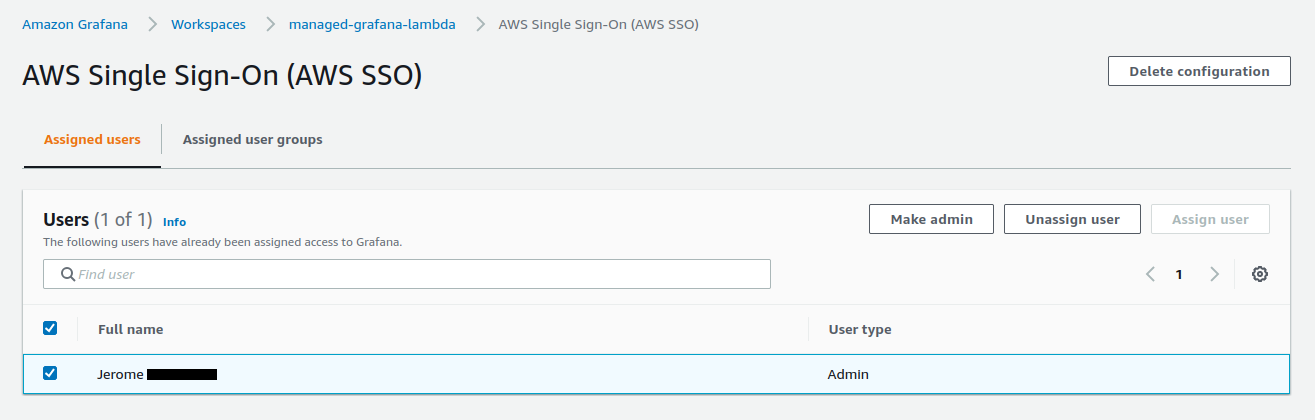 Amazon Grafana > Workspaces > managed-grafana-lambda > AWS Single Sign-On (AWS SSO)
AWS Single Sign-On (AWS SSO)
Delete configuration
Assigned users
Assigned user groups
Users (1 of 1) Info
Make admin
Unassign user
Assign user
The following users have already been assigned access to Grafana.
Find user
1
Full name
User type
Jerome
Admin